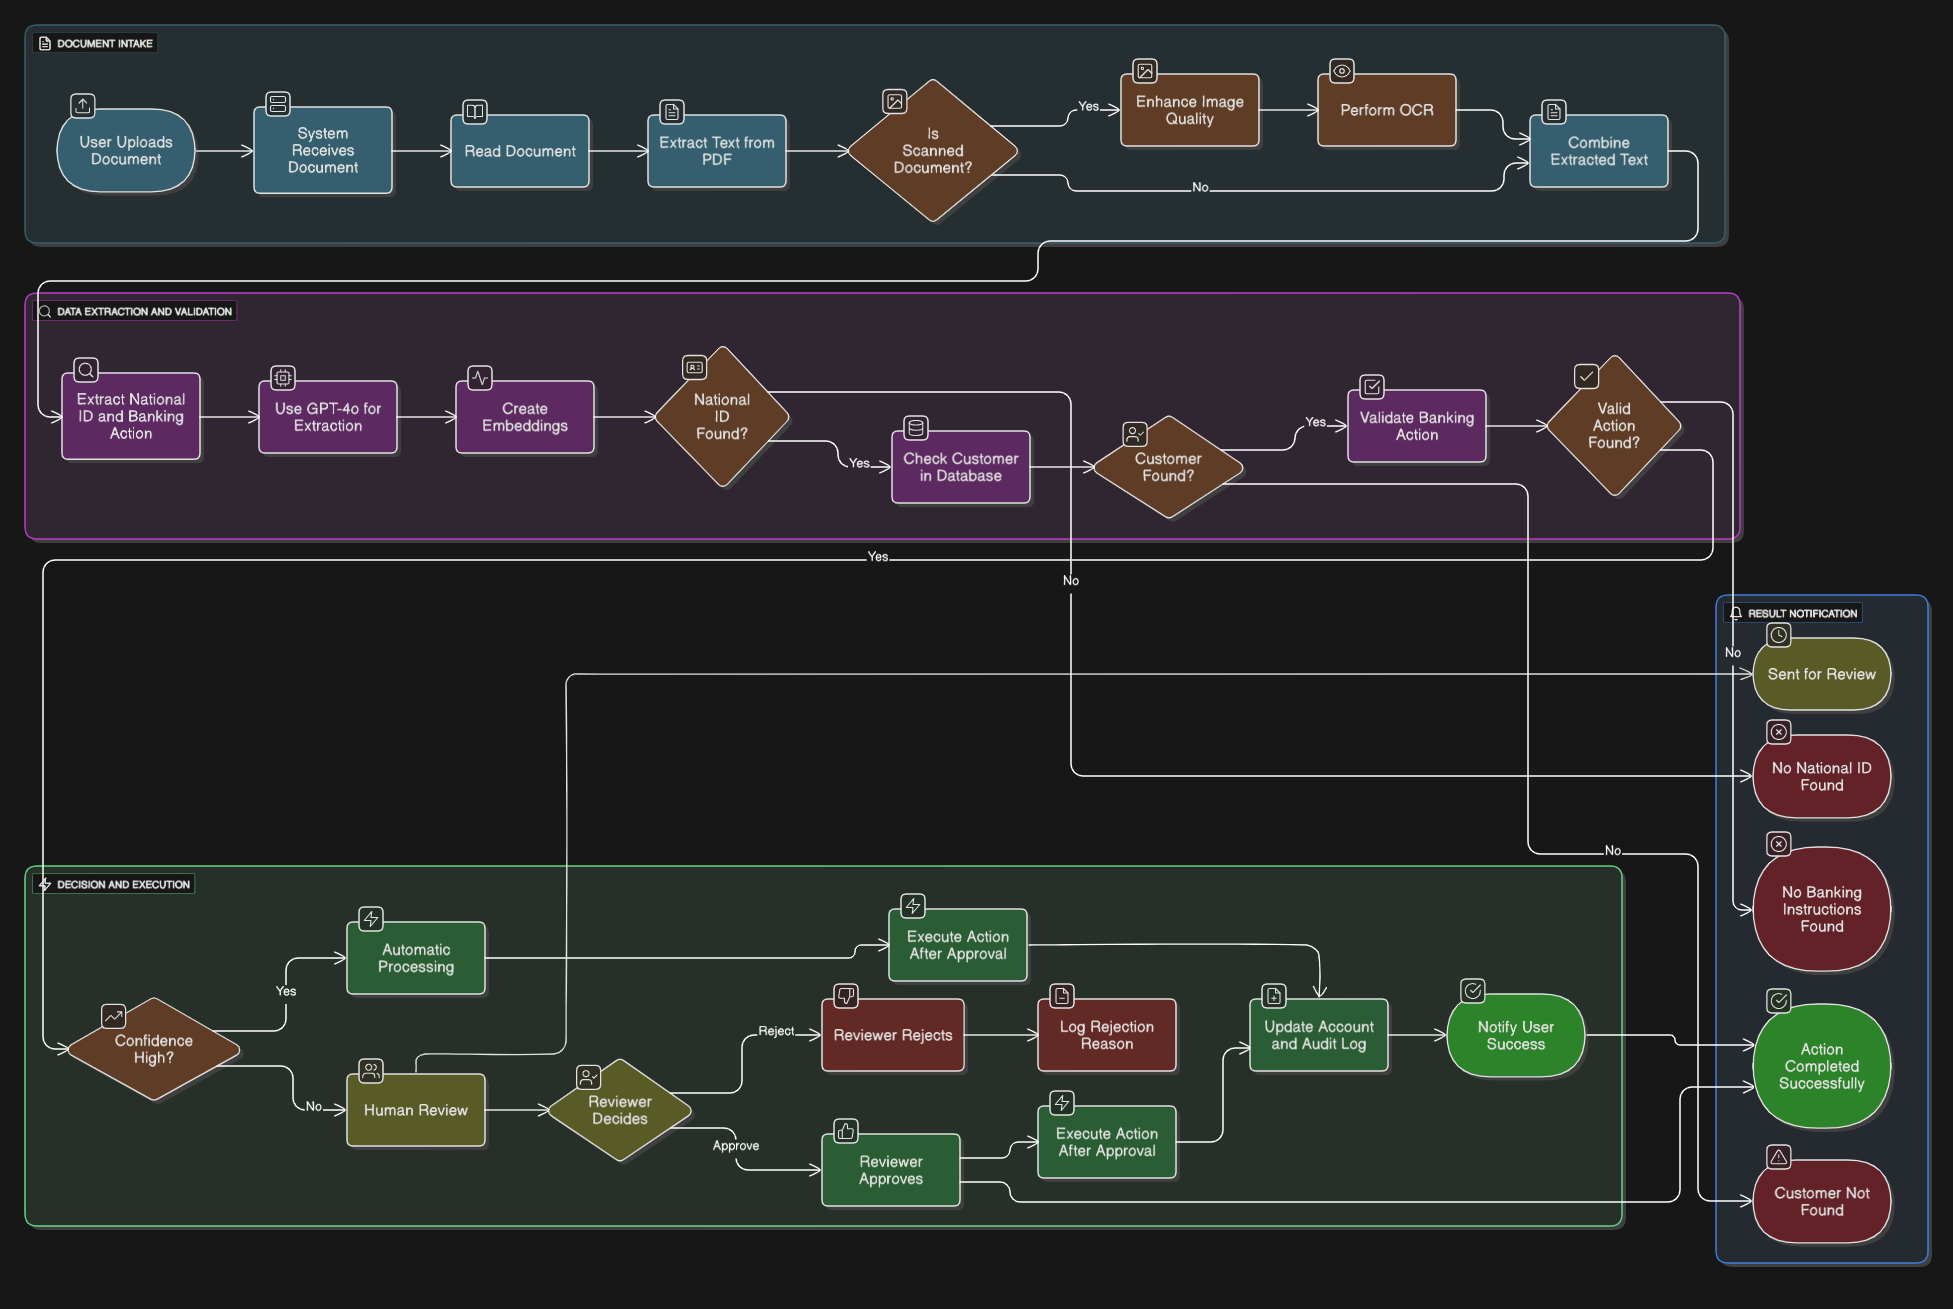 DOCUMENT INTAKE
User Uploads
Document
System
Receives
Document
Read Document
Extract Text from
PDF
Is
Scanned
Document?
Yes
No
Enhance Image
Quality
Perform OCR
Combine
Extracted Text
DATA EXTRACTION AND VALIDATION
Extract National
ID and Banking
Action
Use GPT-4o for
Extraction
Create
Embeddings
National
ID
Found?
Yes
Check Customer
in Database
Customer
Found?
Yes
Validate Banking
Action
Valid
Action
Found?
Yes
No
No
No
RESULT NOTIFICATION
Sent for Review
No National ID
Found
No Banking
Instructions
Found
Action
Completed
Successfully
Customer Not
Found
DECISION AND EXECUTION
Confidence
High?
Yes
No
Automatic
Processing
Human Review
Reviewer
Decides
Reject
Approve
Execute Action
After Approval
Reviewer Rejects
Log Rejection
Reason
Reviewer
Approves
Execute Action
After Approval
Update Account
and Audit Log
Notify User
Success